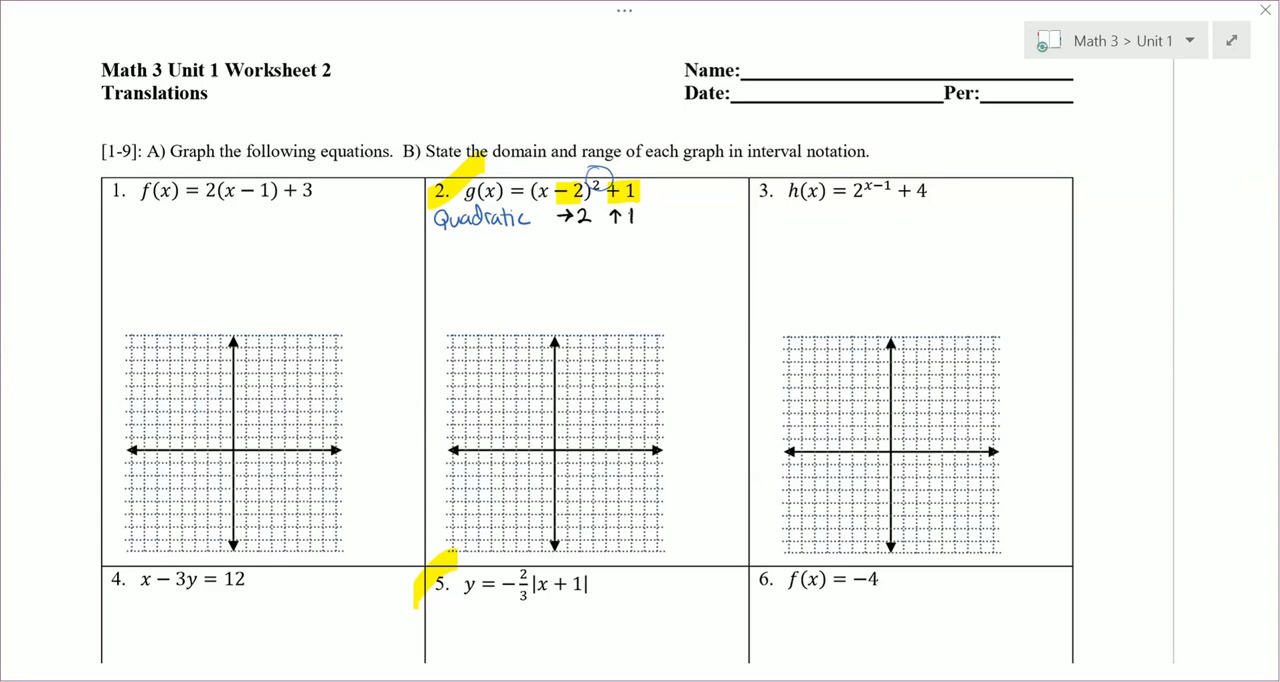 Math 3 > Unit 1
Math 3 Unit 1 Worksheet 2 Name:
Translations Date: Per:
[1-9]: A) Graph the following equations. B) State the domain and range of each graph in interval notation.
1. f(x) = 2(x − 1) + 3
2. g(x) = (x − 2)² + 1
Quadratic →2 ↑1
3. h(x) = 2^{x−1} + 4
4. x − 3y = 12
5. y = −2/3|x + 1|
6. f(x) = −4